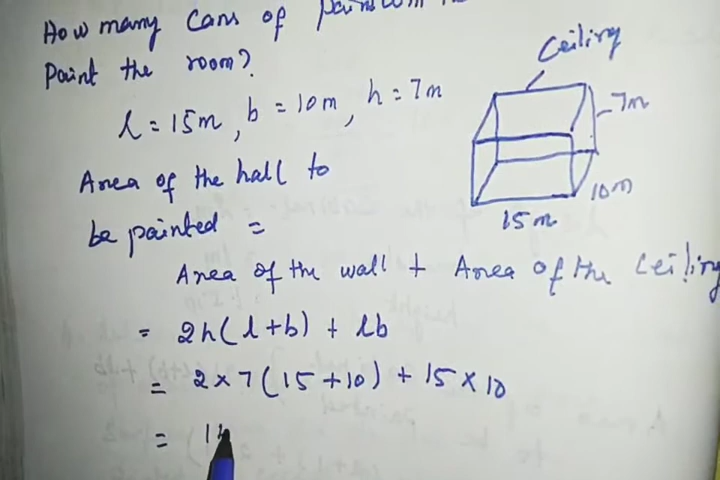 How many cans of
Paint the room?
l = 15m, b = 10m, h = 7m
Ceiling
7m
10m
15m
Area of the hall to
be painted =
Area of the wall + Area of the Ceiling
= 2h(l+b) + lb
= 2×7(15+10) + 15×10
= 14